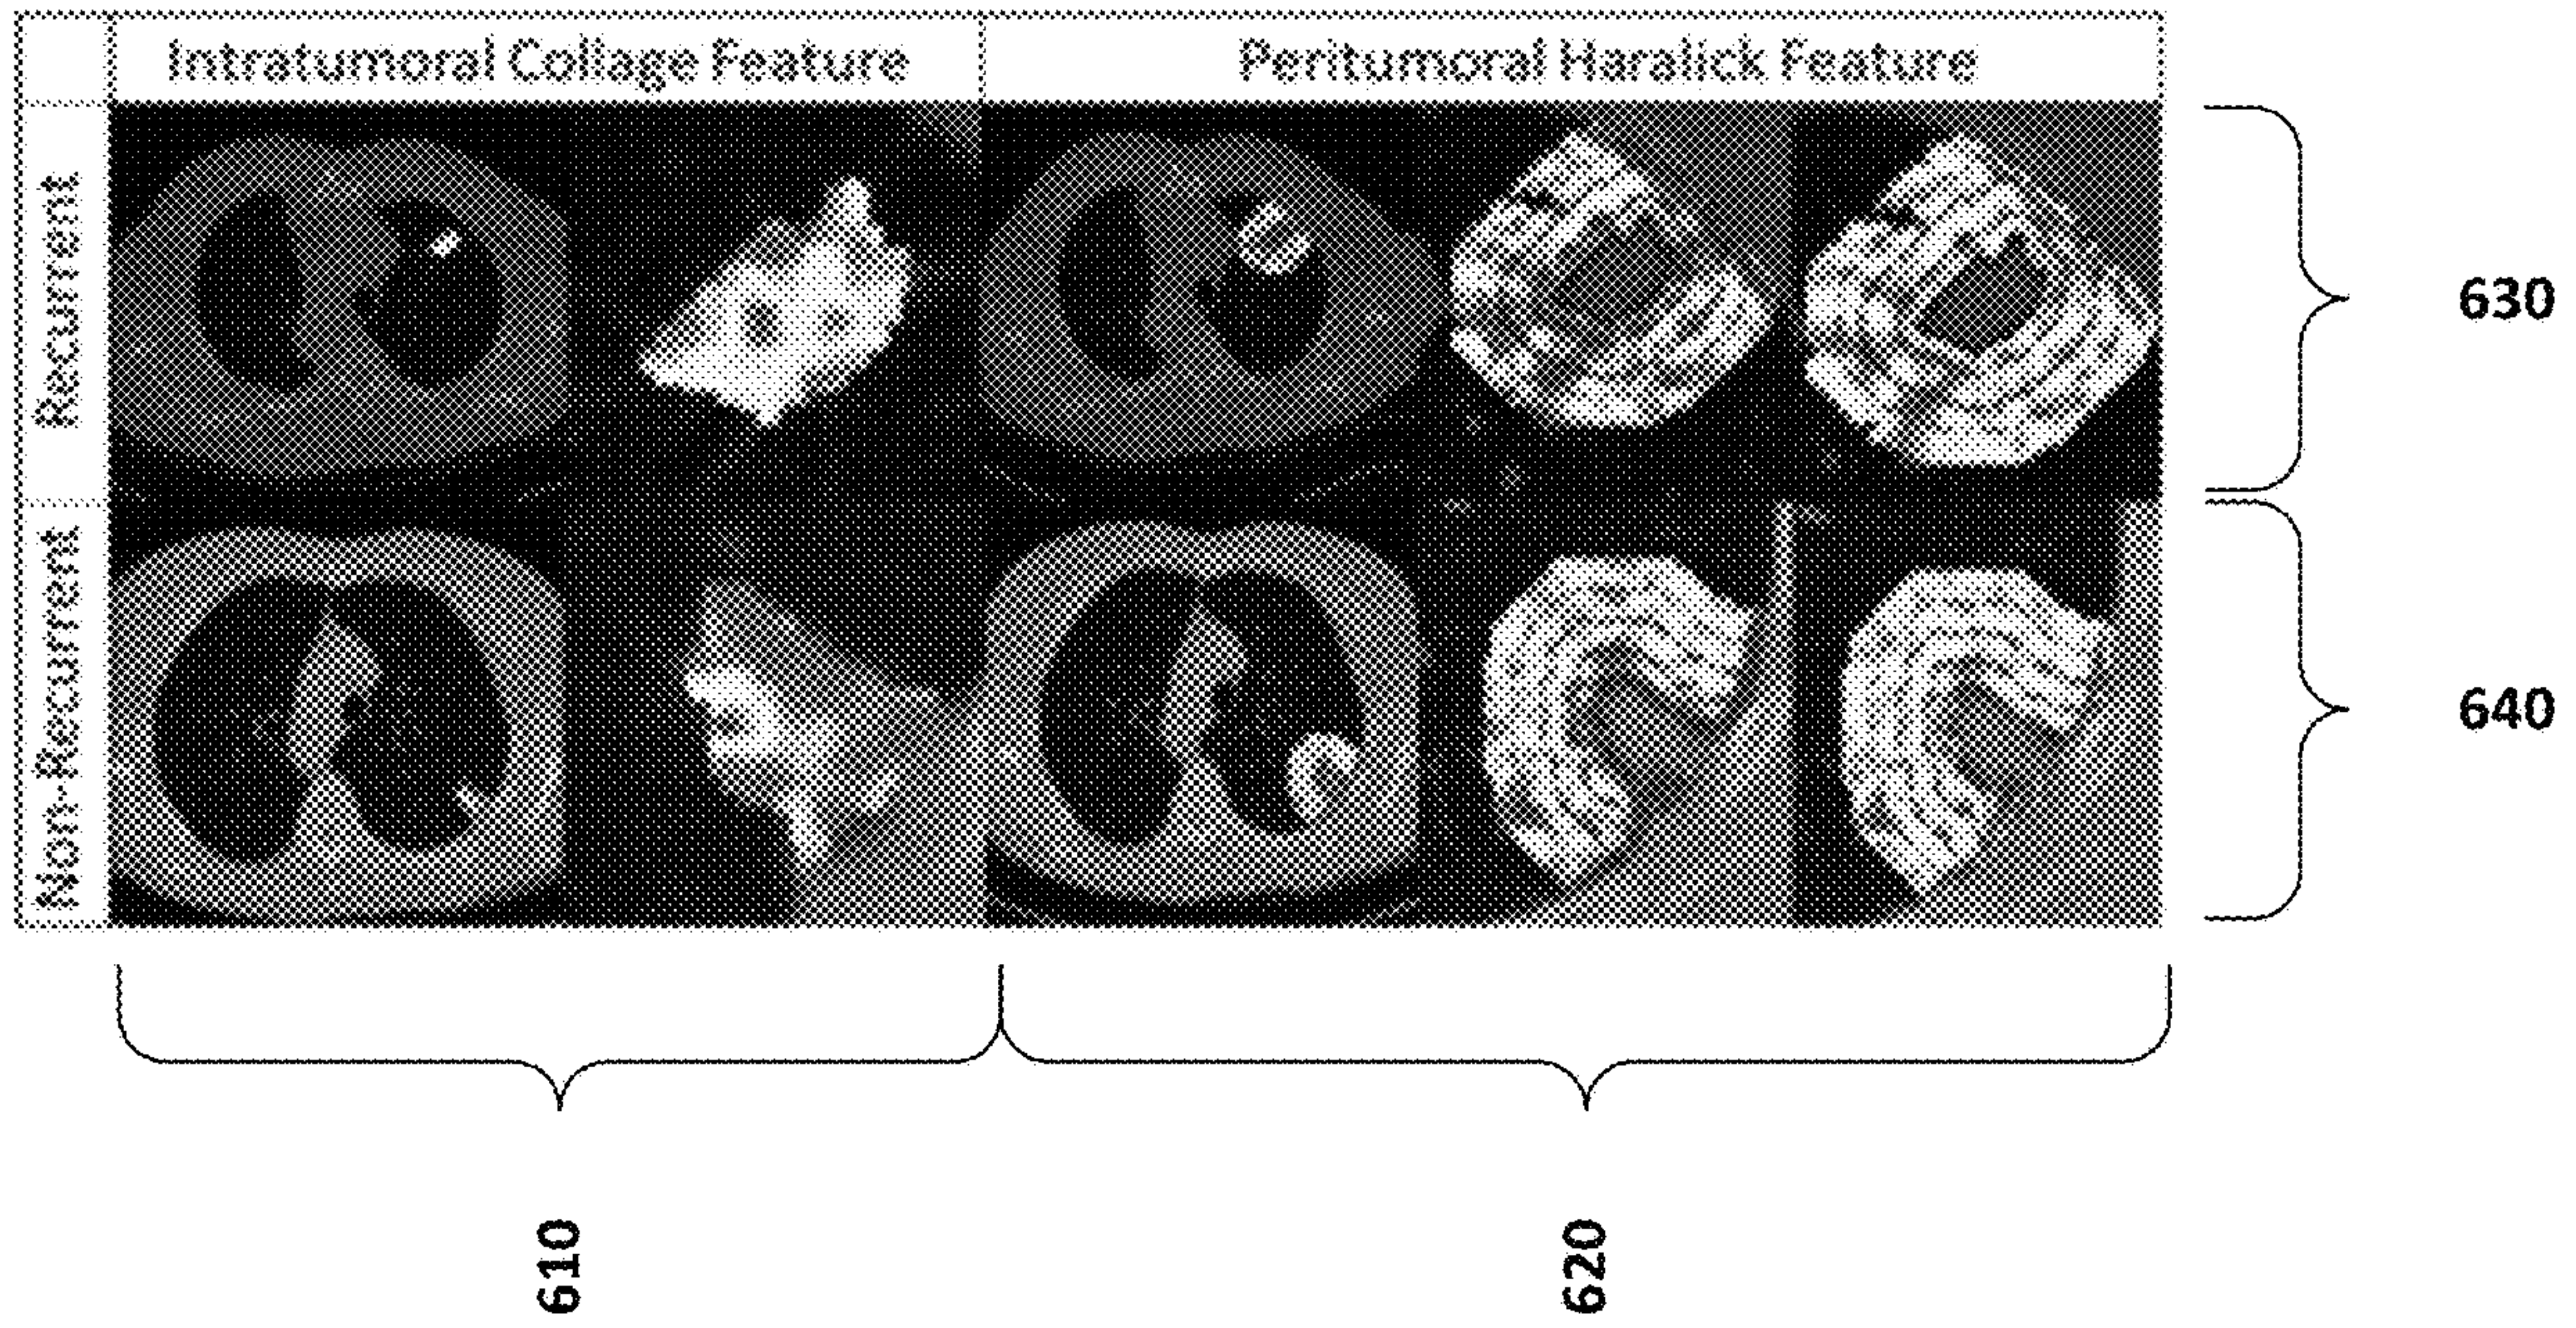 Intratumoral Collage Feature
Peritumoral Haralick Feature
Recurrent
630
Non-Recurrent
640
610
620